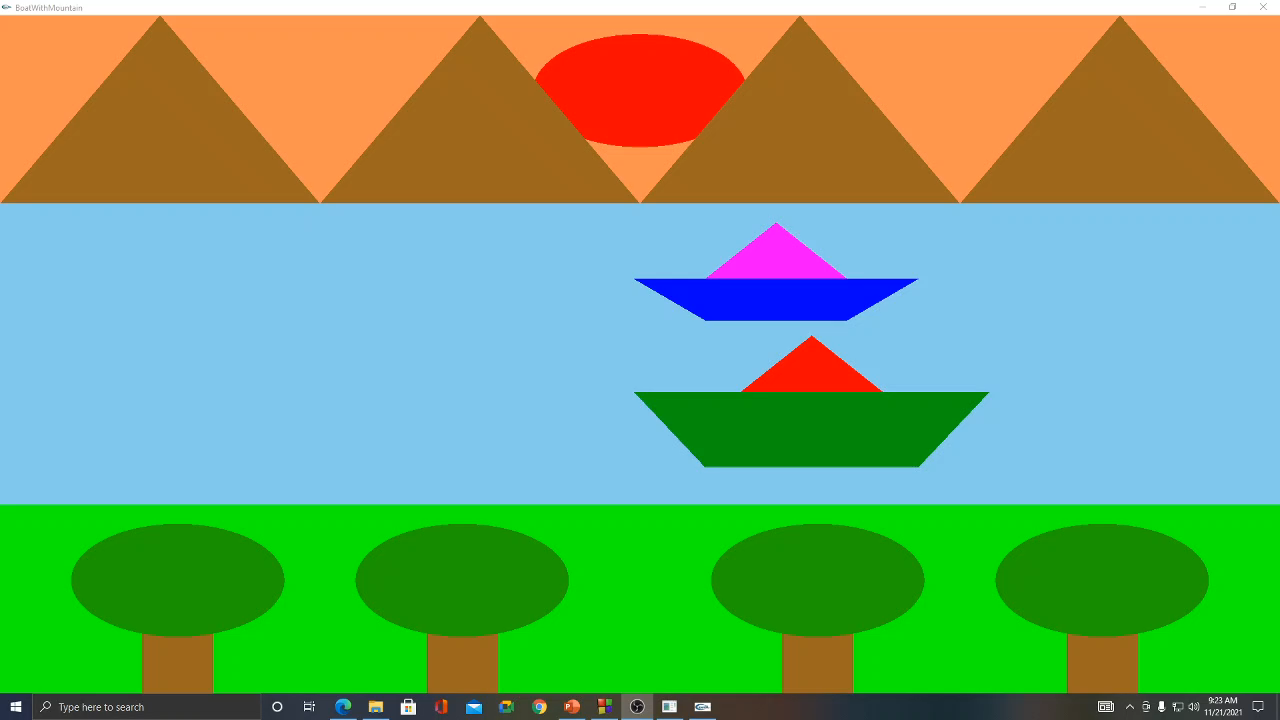 BoatWithMountain
Type here to search
9:23 AM
11/21/2021